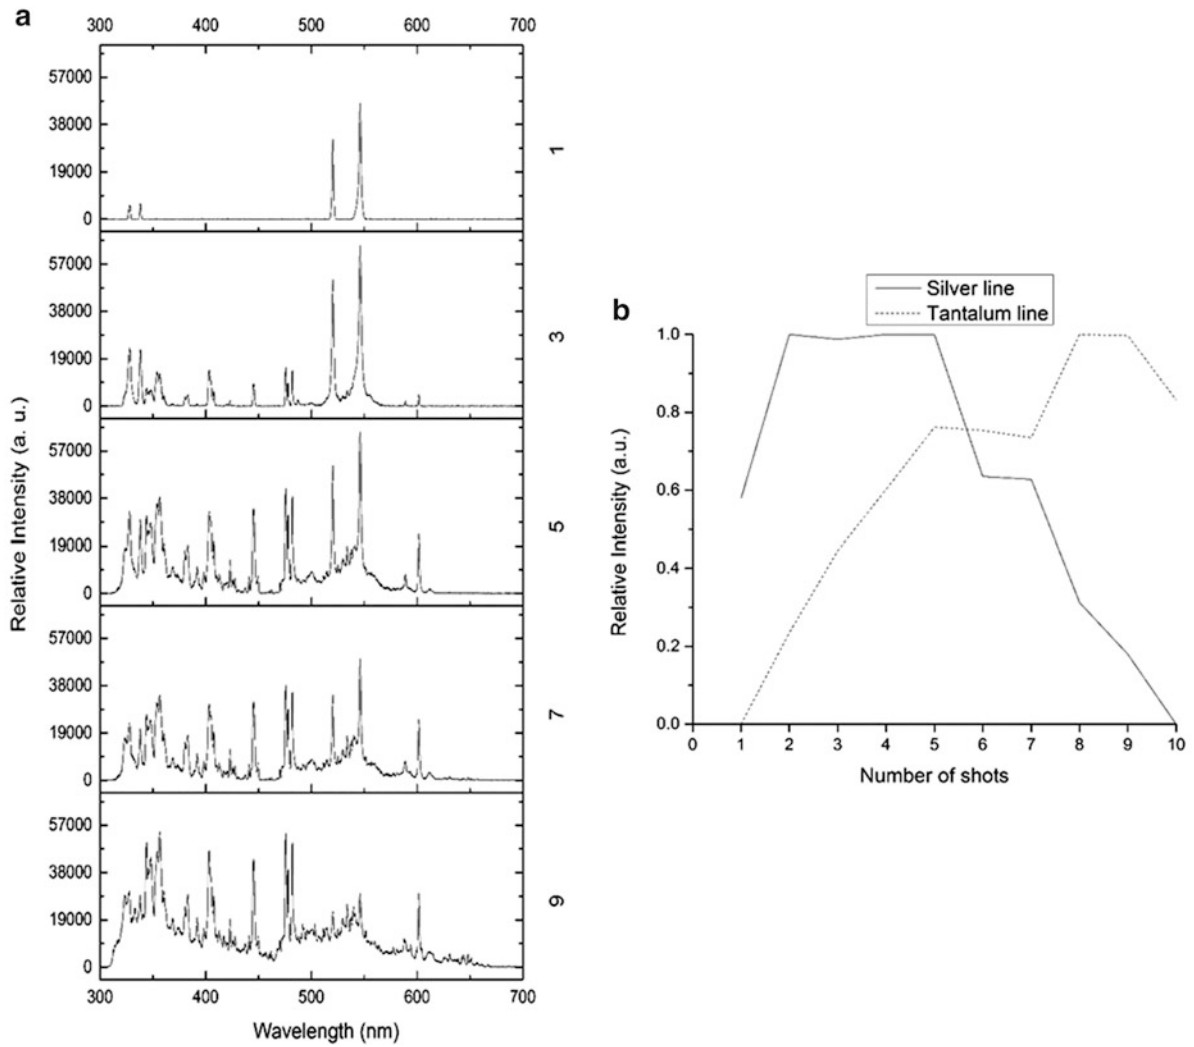 a
300 400 500 600 700
57000
38000
19000
0
1
57000
38000
19000
0
3
57000
38000
19000
0
5
57000
38000
19000
0
7
57000
38000
19000
0
9
300 400 500 600 700
Wavelength (nm)
Relative Intensity (a. u.)
b
Silver line
Tantalum line
1.0
0.8
0.6
0.4
0.2
0.0
0 1 2 3 4 5 6 7 8 9 10
Number of shots
Relative Intensity (a.u.)